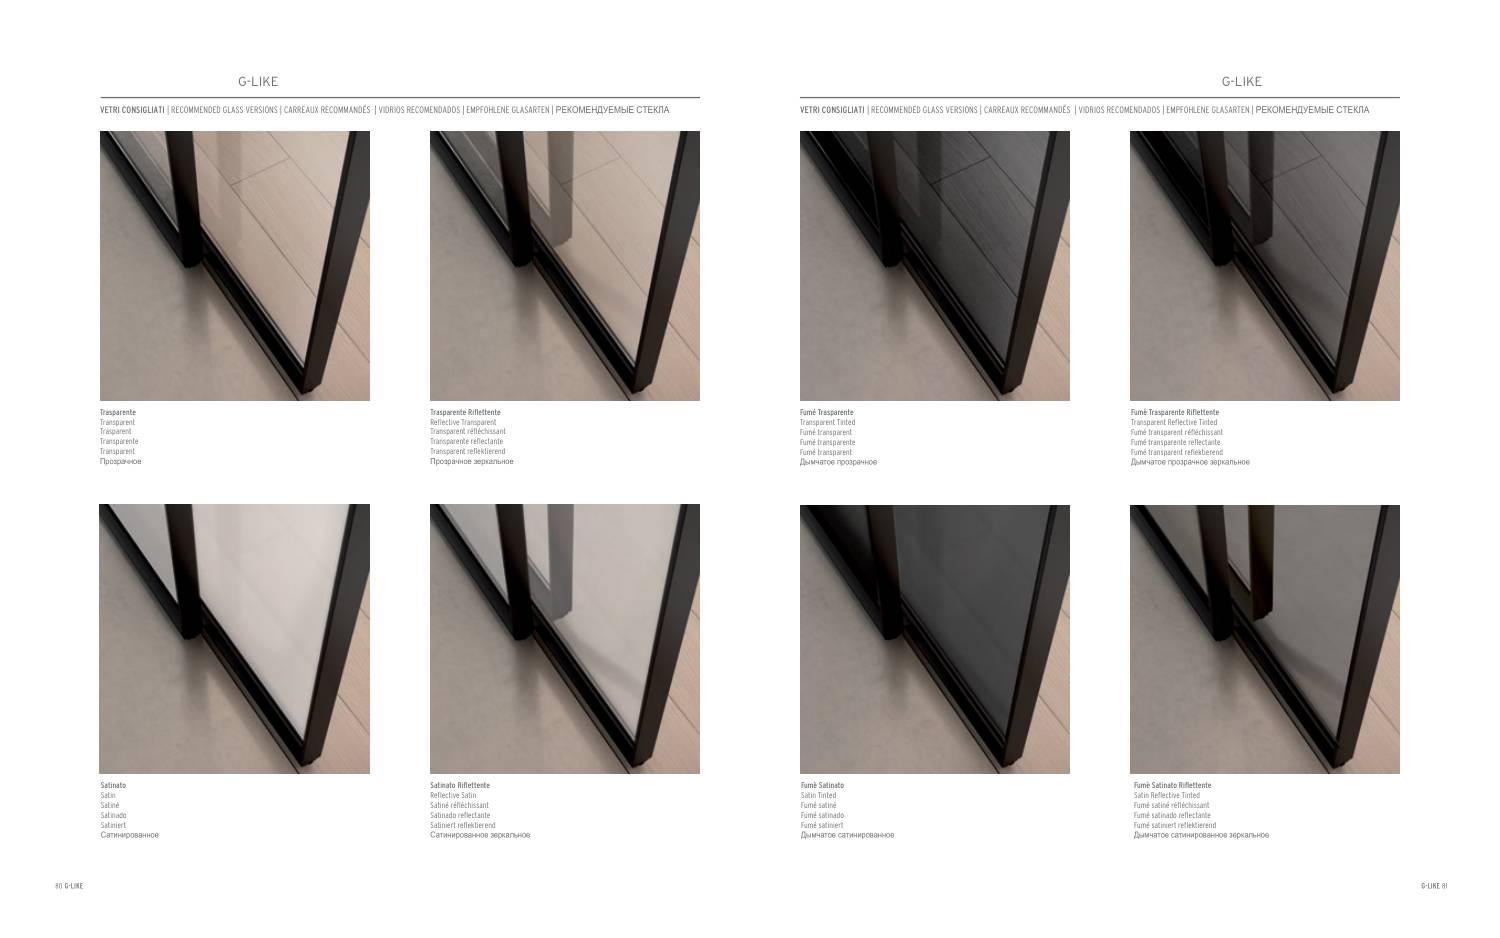 G-LIKE
VETRI CONSIGLIATI | RECOMMENDED GLASS VERSIONS | CARREAUX RECOMMANDÉS | VIDRIOS RECOMENDADOS | EMPFOHLENE GLASARTEN | РЕКОМЕНДУЕМЫЕ СТЕКЛА
Trasparente
Transparent
Trasparent
Transparente
Transparent
Прозрачное
Trasparente Riflettente
Reflective Transparent
Transparent réfléchissant
Transparente reflectante
Transparent reflektierend
Прозрачное зеркальное
Satinato
Satin
Satiné
Satinado
Satiniert
Сатинированное
Satinato Riflettente
Reflective Satin
Satiné réfléchissant
Satinado reflectante
Satiniert reflektierend
Сатинированное зеркальное
80 G-LIKE
G-LIKE
VETRI CONSIGLIATI | RECOMMENDED GLASS VERSIONS | CARREAUX RECOMMANDÉS | VIDRIOS RECOMENDADOS | EMPFOHLENE GLASARTEN | РЕКОМЕНДУЕМЫЕ СТЕКЛА
Fumé Trasparente
Transparent Tinted
Fumé transparent
Fumé transparente
Fumé transparent
Дымчатое прозрачное
Fumè Trasparente Riflettente
Transparent Reflective Tinted
Fumé transparent réfléchissant
Fumé transparente reflectante
Fumé transparent reflektierend
Дымчатое прозрачное зеркальное
Fumè Satinato
Satin Tinted
Fumé satiné
Fumé satinado
Fumé satiniert
Дымчатое сатинированное
Fumè Satinato Riflettente
Satin Reflective Tinted
Fumé satiné réfléchissant
Fumé satinado reflectante
Fumé satiniert reflektierend
Дымчатое сатинированное зеркальное
G-LIKE 81